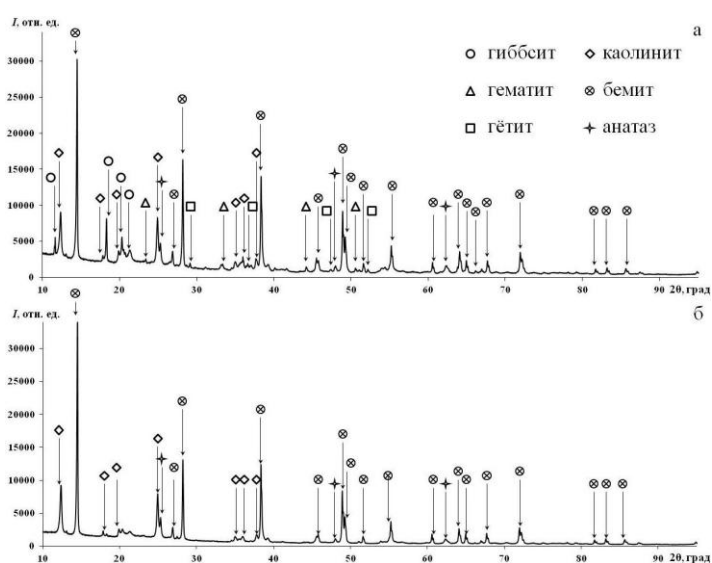 I, отн. ед.
а
гиббсит
каолинит
гематит
бемит
гётит
анатаз
30000
25000
20000
15000
10000
5000
0
10 20 30 40 50 60 70 80 90 2θ, град
I, отн. ед.
б
30000
25000
20000
15000
10000
5000
0
10 20 30 40 50 60 70 80 90 2θ, град